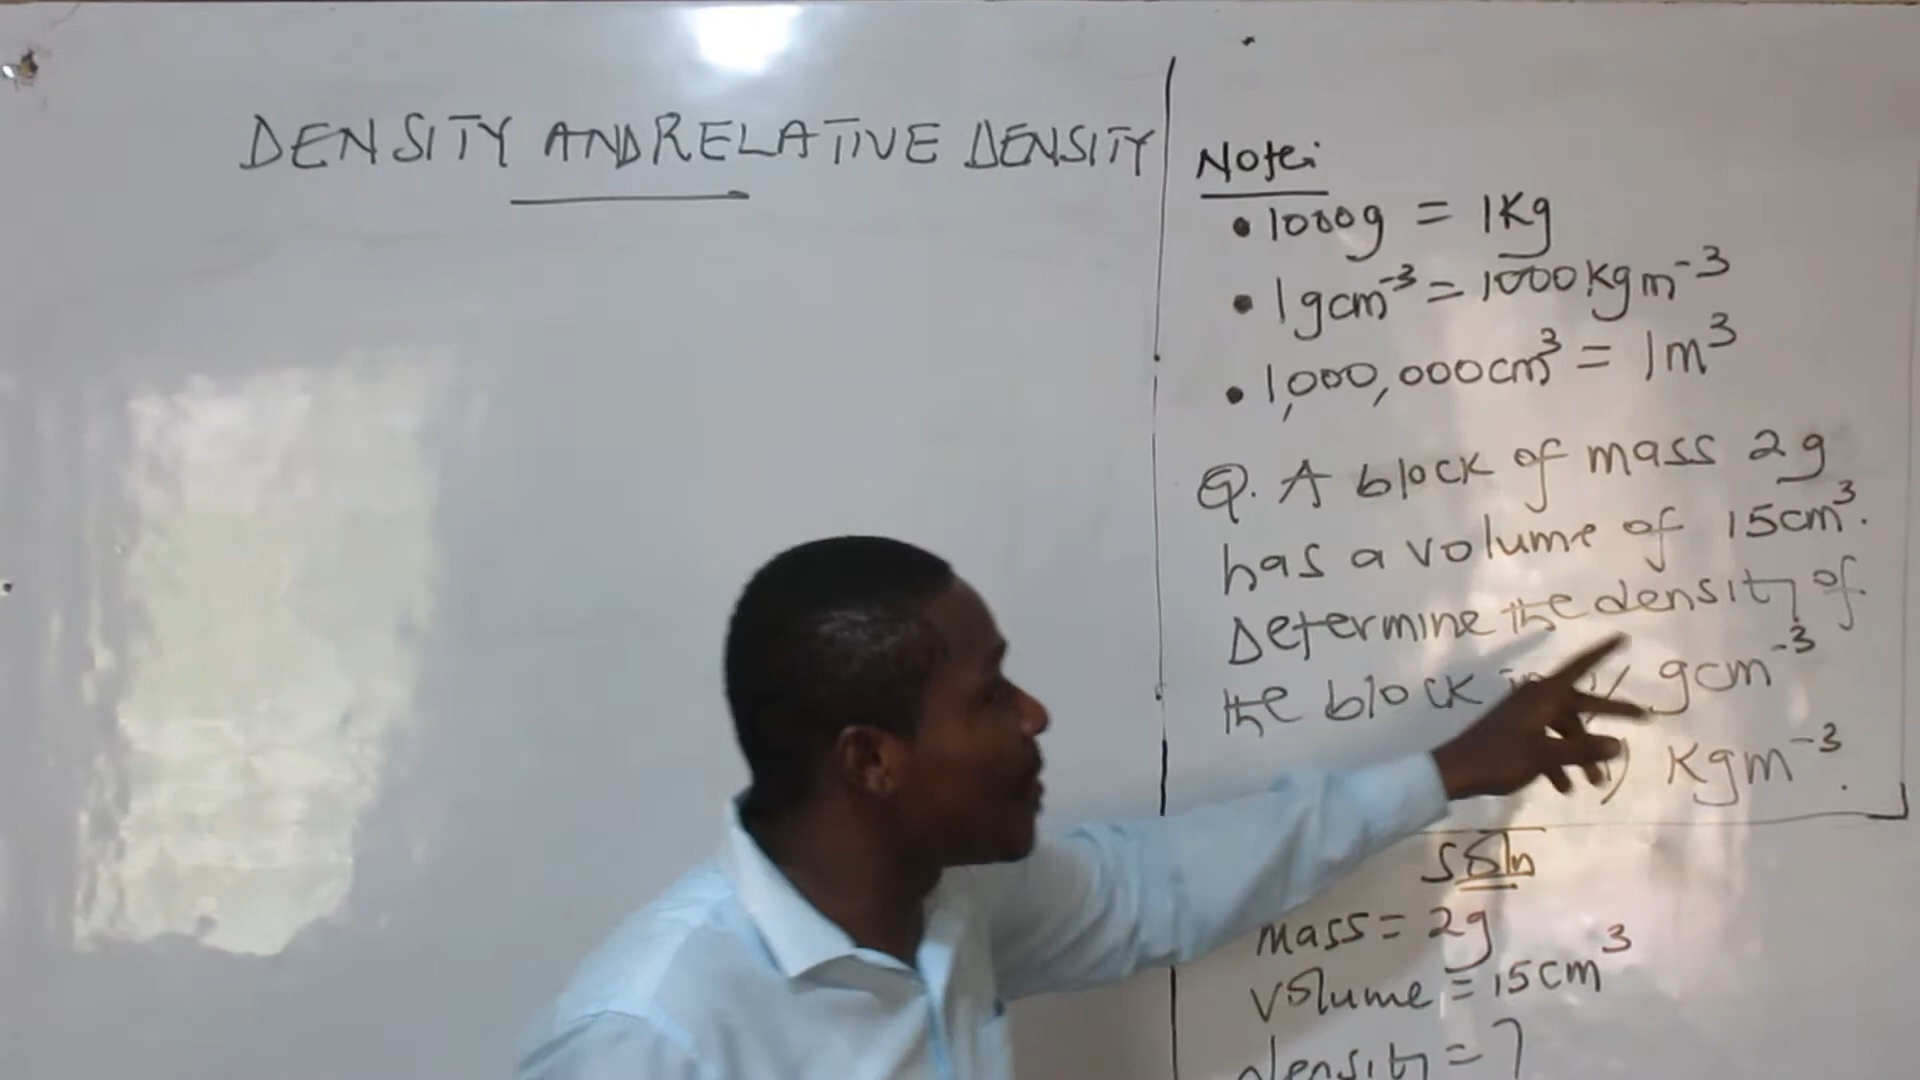 DENSITY AND RELATIVE DENSITY
Note:
• 1000g = 1Kg
• 1gcm⁻³ = 1000kgm⁻³
• 1,000,000cm³ = 1m³
Q. A block of mass 2g
has a volume of 15cm³.
Determine the density of
the block gcm⁻³
Kgm⁻³.
Soln
mass = 2g
Volume = 15cm³
density = ?